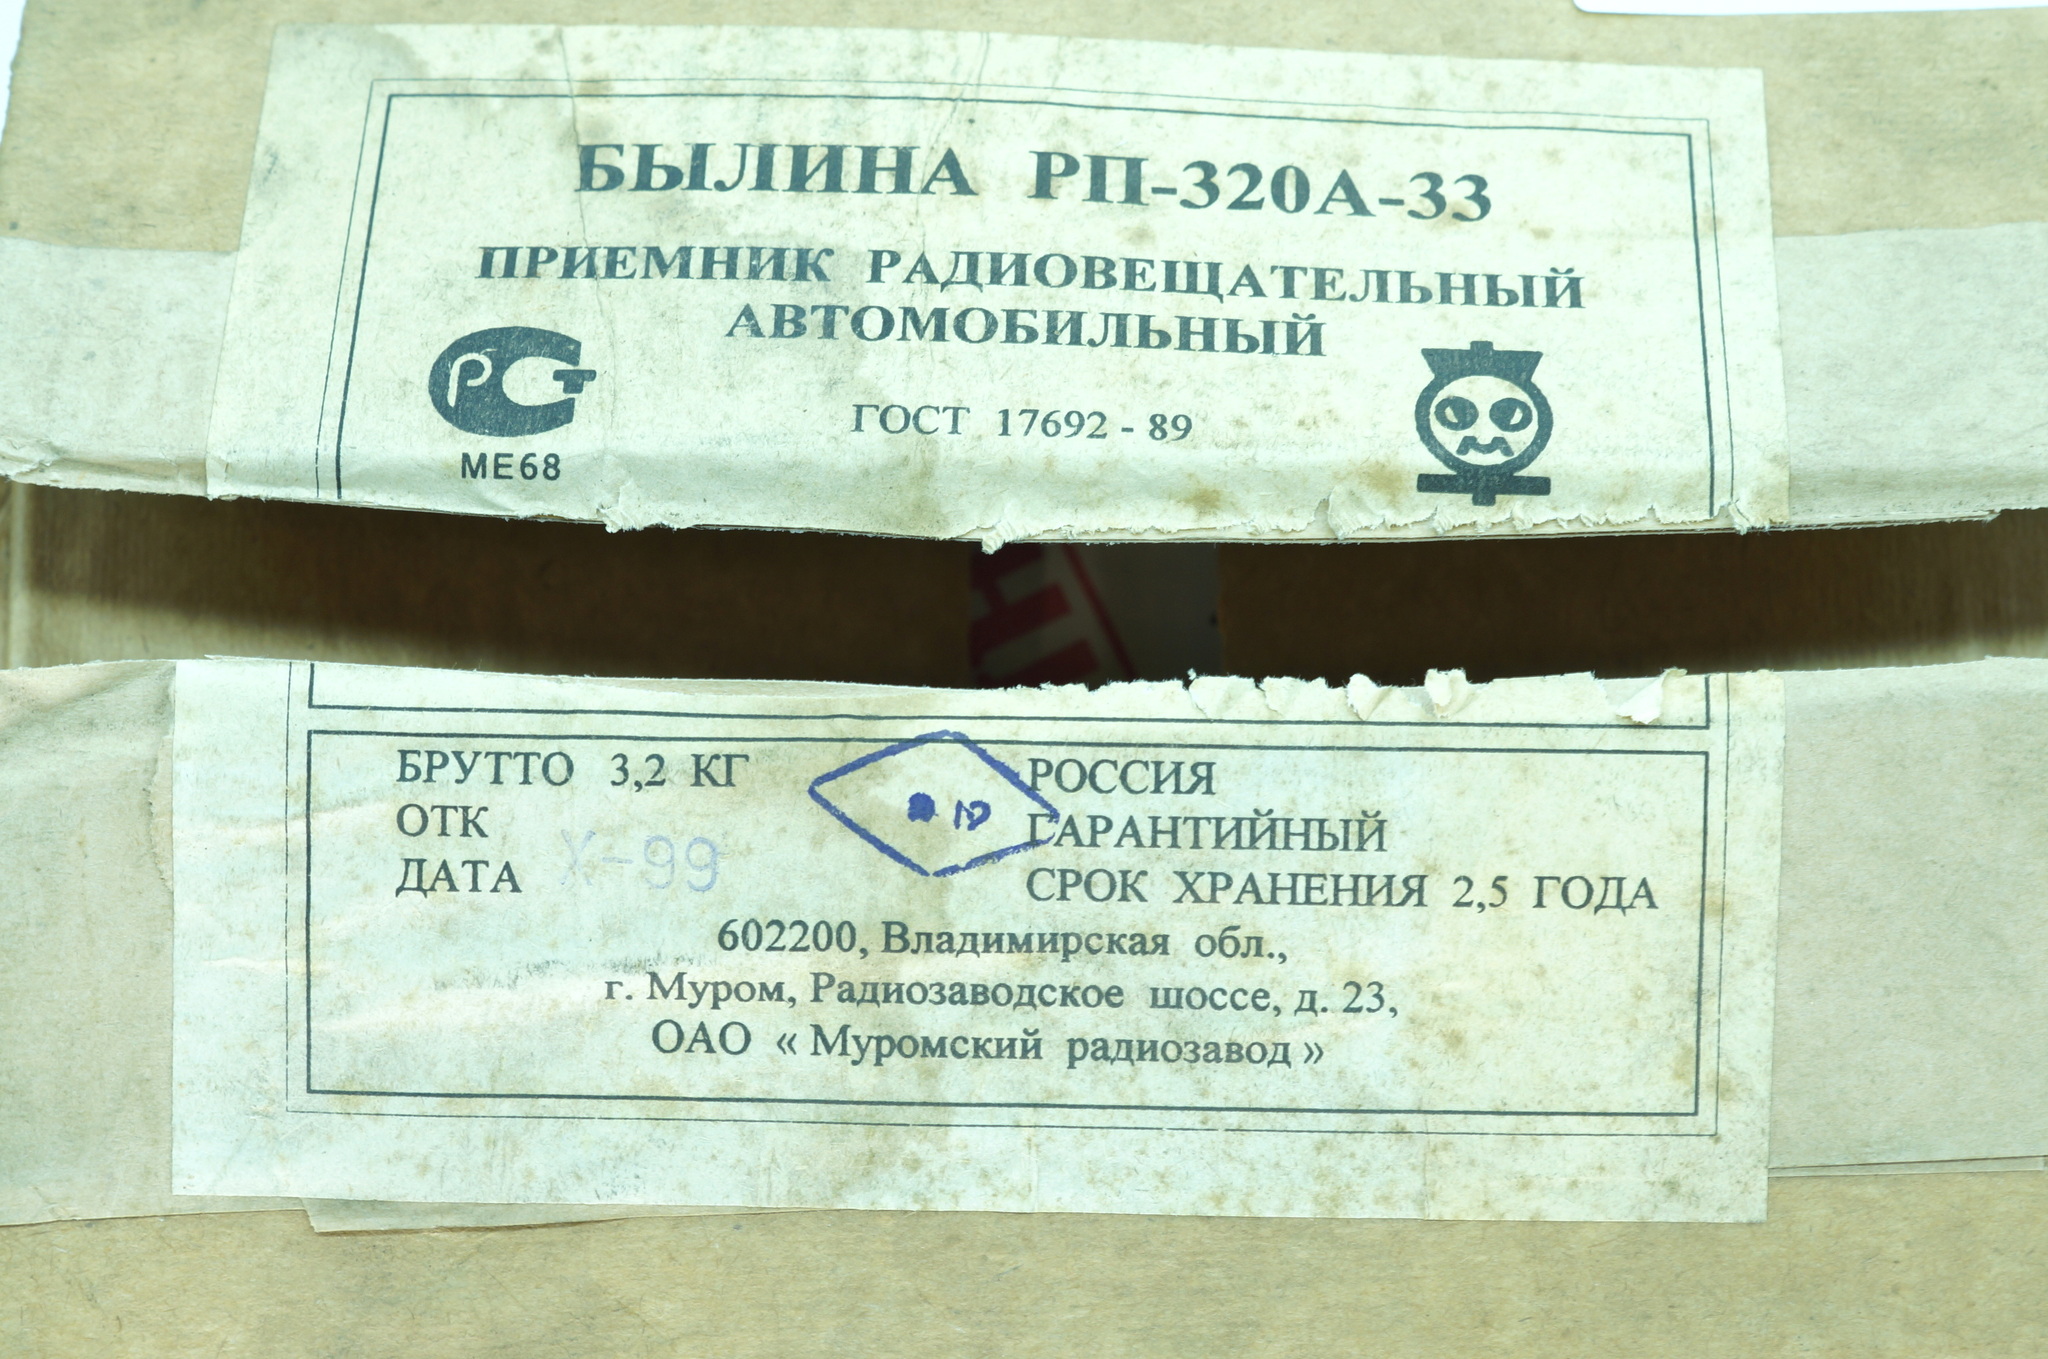 БЫЛИНА РП-320А-33
ПРИЕМНИК РАДИОВЕЩАТЕЛЬНЫЙ
АВТОМОБИЛЬНЫЙ
РСТ
ГОСТ 17692 - 89
МЕ68
БРУТТО 3,2 КГ
ОТК
ДАТА X-99
РОССИЯ
ГАРАНТИЙНЫЙ
СРОК ХРАНЕНИЯ 2,5 ГОДА
602200, Владимирская обл.,
г. Муром, Радиозаводское шоссе, д. 23,
ОАО « Муромский радиозавод »